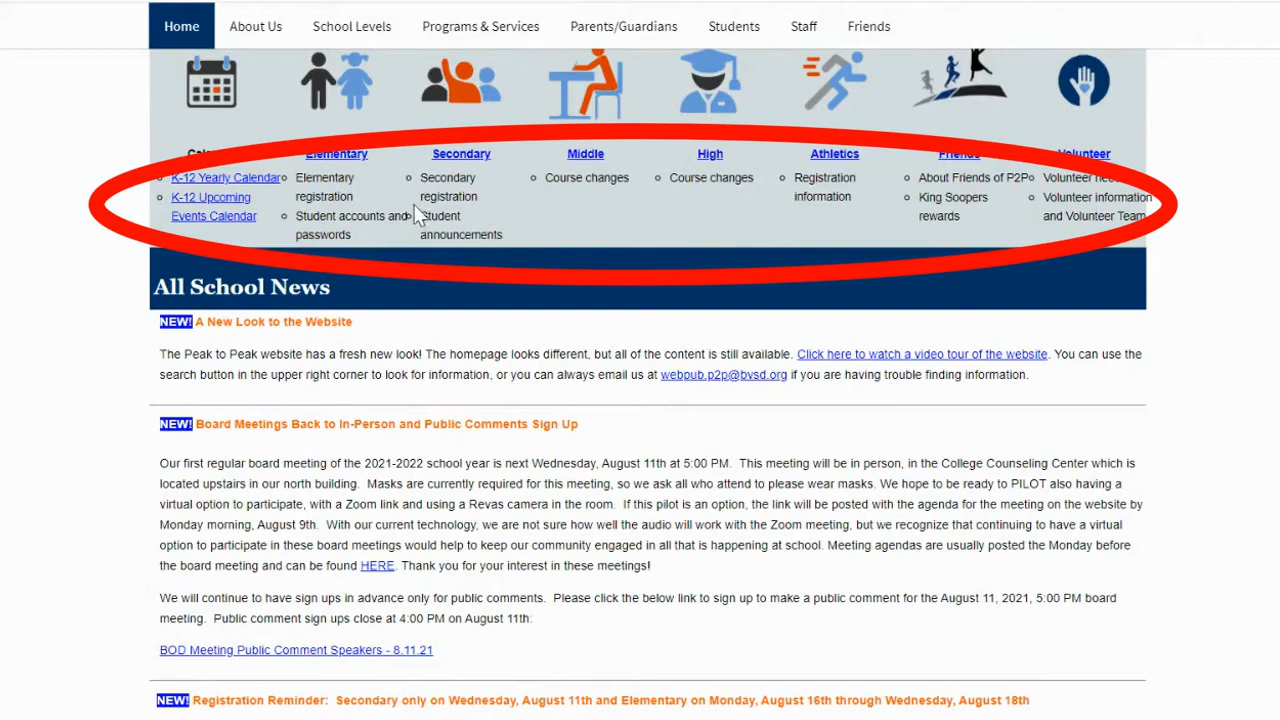 Home About Us School Levels Programs & Services Parents/Guardians Students Staff Friends
Elementary Secondary Middle High Athletics Friends Volunteer
K-12 Yearly Calendar
K-12 Upcoming
Events Calendar
Elementary
registration
Student accounts and
passwords
Secondary
registration
Student
announcements
Course changes
Course changes
Registration
information
About Friends of P2P
King Soopers
rewards
Volunteer
Volunteer information
and Volunteer Team
All School News
NEW! A New Look to the Website
The Peak to Peak website has a fresh new look! The homepage looks different, but all of the content is still available. Click here to watch a video tour of the website. You can use the
search button in the upper right corner to look for information, or you can always email us at webpub.p2p@bvsd.org if you are having trouble finding information.
NEW! Board Meetings Back to In-Person and Public Comments Sign Up
Our first regular board meeting of the 2021-2022 school year is next Wednesday, August 11th at 5:00 PM. This meeting will be in person, in the College Counseling Center which is
located upstairs in our north building. Masks are currently required for this meeting, so we ask all who attend to please wear masks. We hope to be ready to PILOT also having a
virtual option to participate, with a Zoom link and using a Revas camera in the room. If this pilot is an option, the link will be posted with the agenda for the meeting on the website by
Monday morning, August 9th. With our current technology, we are not sure how well the audio will work with the Zoom meeting, but we recognize that continuing to have a virtual
option to participate in these board meetings would help to keep our community engaged in all that is happening at school. Meeting agendas are usually posted the Monday before
the board meeting and can be found HERE. Thank you for your interest in these meetings!
We will continue to have sign ups in advance only for public comments. Please click the below link to sign up to make a public comment for the August 11, 2021, 5:00 PM board
meeting. Public comment sign ups close at 4:00 PM on August 11th:
BOD Meeting Public Comment Speakers - 8.11.21
NEW! Registration Reminder: Secondary only on Wednesday, August 11th and Elementary on Monday, August 16th through Wednesday, August 18th